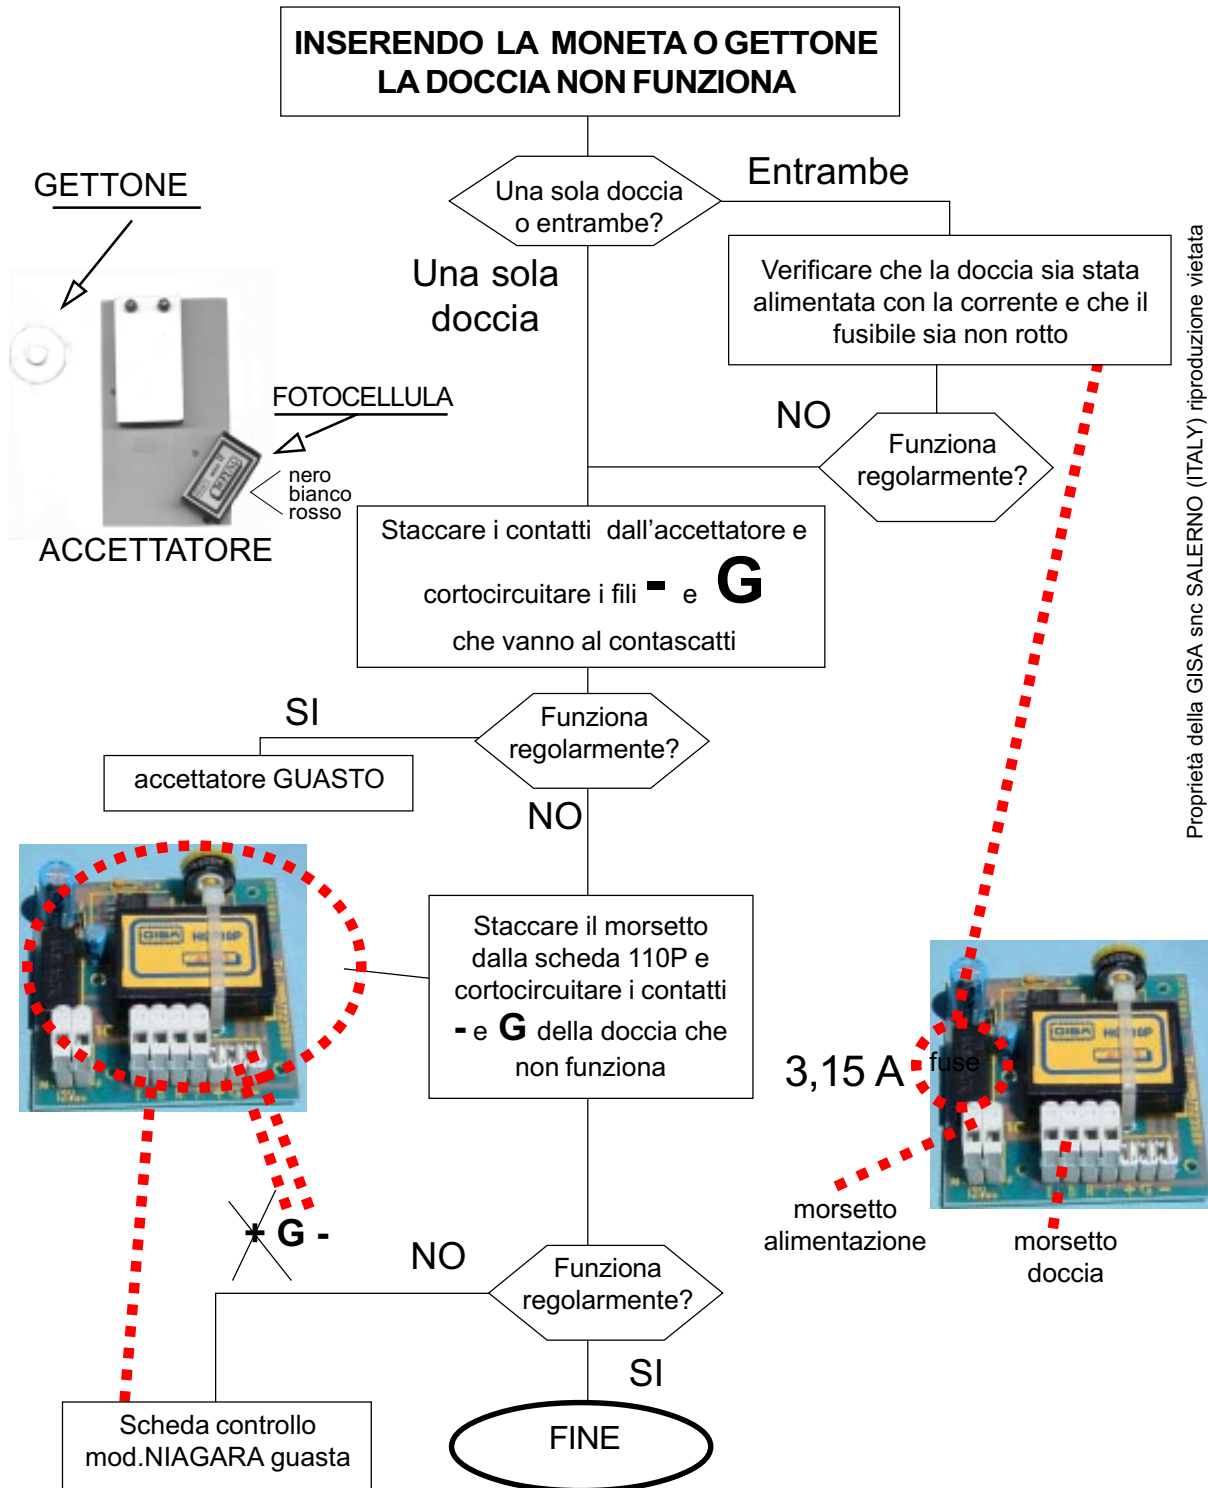 INSERENDO LA MONETA O GETTONE
LA DOCCIA NON FUNZIONA
Una sola doccia
o entrambe?
Entrambe
GETTONE
Una sola
doccia
Verificare che la doccia sia stata
alimentata con la corrente e che il
fusibile sia non rotto
FOTOCELLULA
nero
bianco
rosso
ACCETTATORE
NO
Funziona
regolarmente?
Staccare i contatti dall'accettatore e
cortocircuitare i fili - e G
che vanno al contascatti
SI
Funziona
regolarmente?
accettatore GUASTO
NO
GISA
Staccare il morsetto
dalla scheda 110P e
cortocircuitare i contatti
- e G della doccia che
non funziona
3,15 A
fuse
GISA
morsetto
alimentazione
morsetto
doccia
+ G -
NO
Funziona
regolarmente?
SI
Scheda controllo
mod.NIAGARA guasta
FINE
Proprietà della GISA snc SALERNO (ITALY) riproduzione vietata